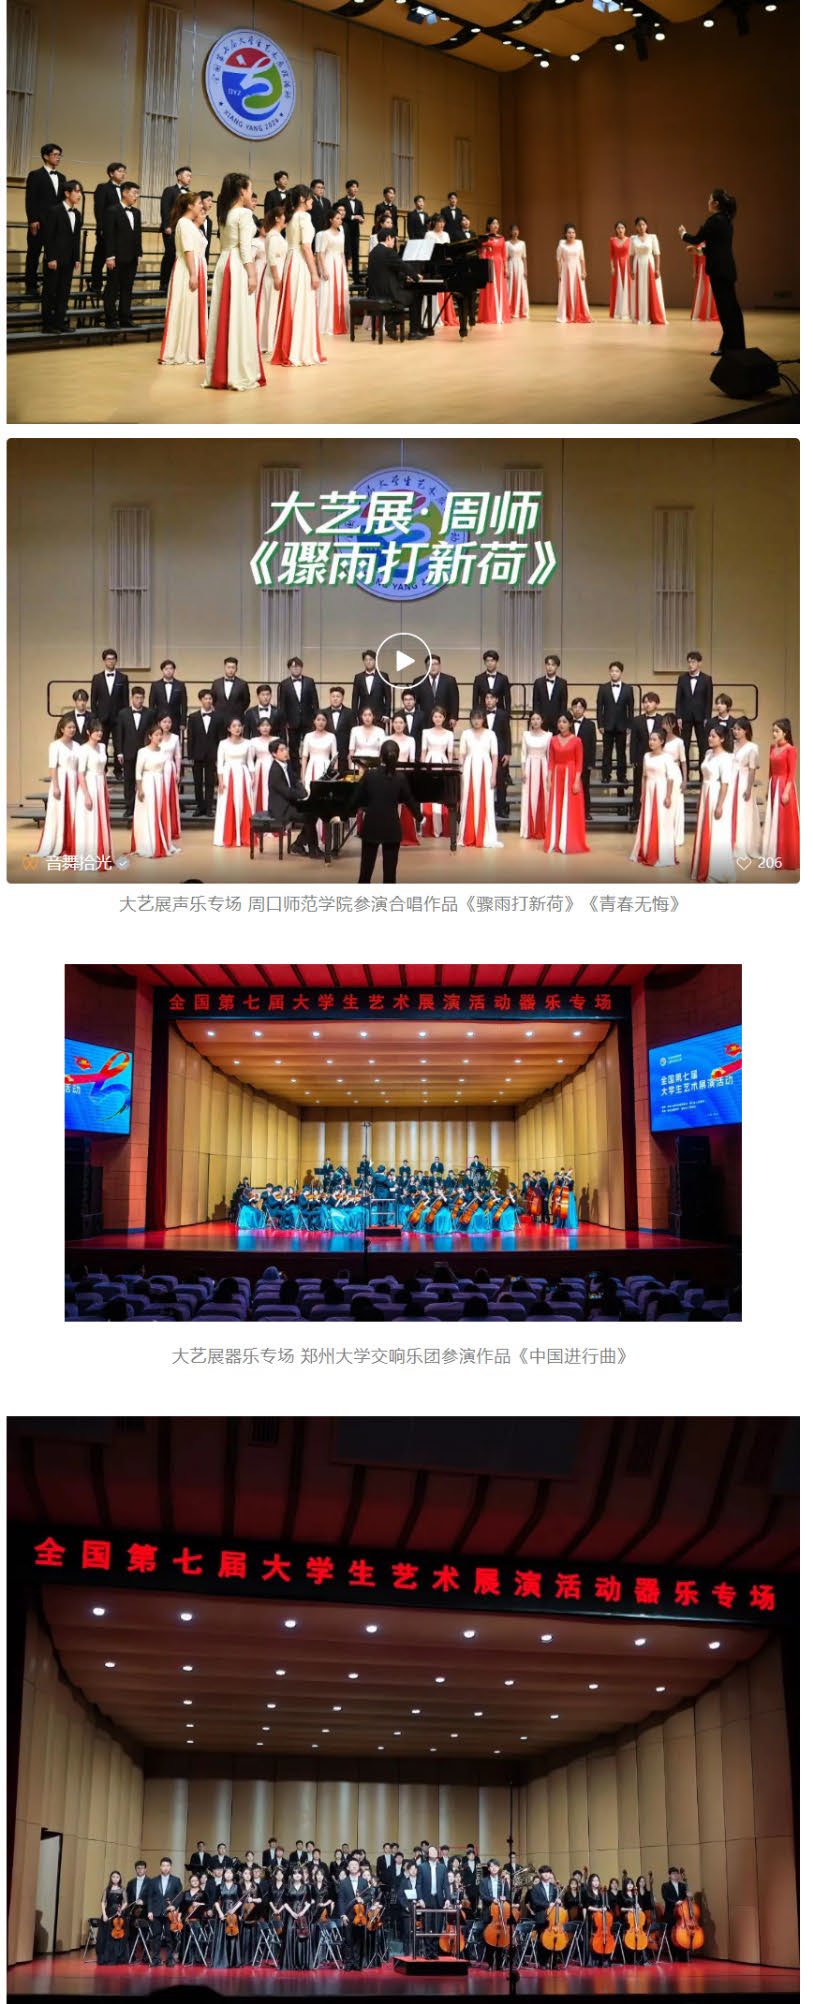 XIANG YANG 2024
DYZ
大艺展·周师
《骤雨打新荷》
音舞拾光
206
大艺展声乐专场 周口师范学院参演合唱作品《骤雨打新荷》《青春无悔》
全国第七届大学生艺术展演活动器乐专场
全国第七届
大学生艺术展演活动
大艺展器乐专场 郑州大学交响乐团参演作品《中国进行曲》
全国第七届大学生艺术展演活动器乐专场